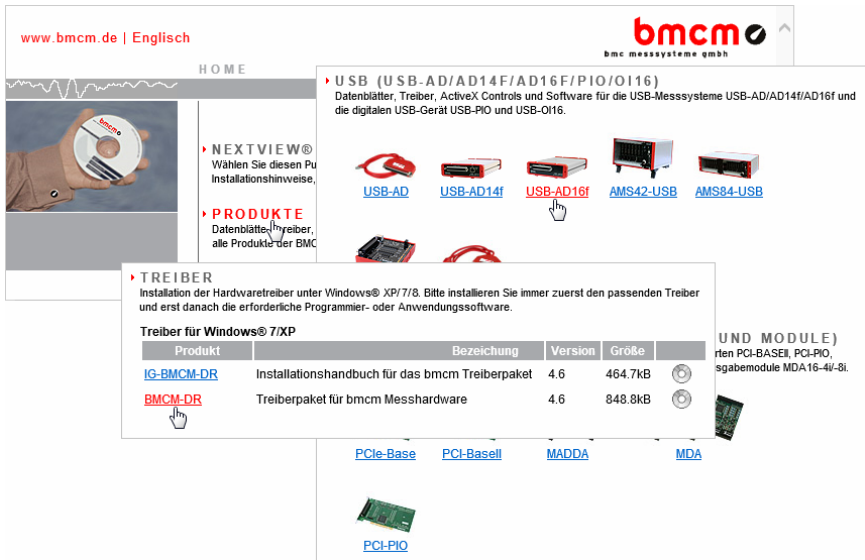 www.bmcm.de | Englisch
bmcm
bmc messsysteme gmbh
HOME
NEXTVIEW®
Wählen Sie diesen Pu
Installationshinweise,
PRODUKTE
Datenblätter, Treiber,
alle Produkte der BMC
USB (USB-AD/AD14F/AD16F/PIO/OI16)
Datenblätter, Treiber, ActiveX Controls und Software für die USB-Messsysteme USB-AD/AD14f/AD16f und
die digitalen USB-Gerät USB-PIO und USB-OI16.
USB-AD USB-AD14f USB-AD16f AMS42-USB AMS84-USB
TREIBER
Installation der Hardwaretreiber unter Windows® XP/7/8. Bitte installieren Sie immer zuerst den passenden Treiber
und erst danach die erforderliche Programmier- oder Anwendungssoftware.
Treiber für Windows® 7/XP
Produkt Bezeichung Version Größe
IG-BMCM-DR Installationshandbuch für das bmcm Treiberpaket 4.6 464.7kB
BMCM-DR Treiberpaket für bmcm Messhardware 4.6 848.8kB
UND MODULE)
rten PCI-BASEII, PCI-PIO,
sgabemodule MDA16-4i/-8i.
PCIe-Base PCI-BaseII MADDA MDA
PCI-PIO